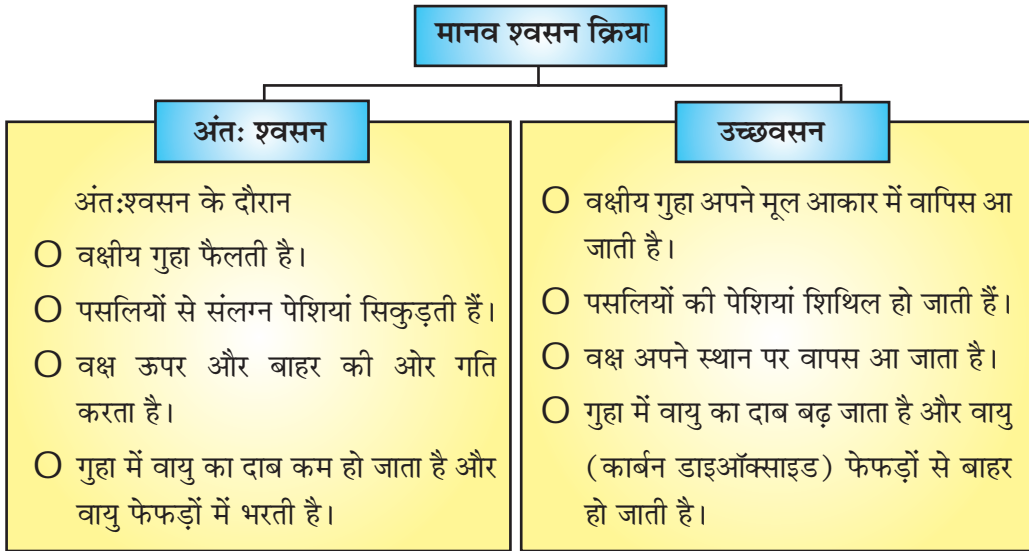 मानव श्वसन क्रिया
अंतः श्वसन
अंत:श्वसन के दौरान
O वक्षीय गुहा फैलती है।
O पसलियों से संलग्न पेशियां सिकुड़ती हैं।
O वक्ष ऊपर और बाहर की ओर गति
करता है।
O गुहा में वायु का दाब कम हो जाता है और
वायु फेफड़ों में भरती है।
उच्छवसन
O वक्षीय गुहा अपने मूल आकार में वापिस आ
जाती है।
O पसलियों की पेशियां शिथिल हो जाती हैं।
O वक्ष अपने स्थान पर वापस आ जाता है।
O गुहा में वायु का दाब बढ़ जाता है और वायु
(कार्बन डाइऑक्साइड) फेफड़ों से बाहर
हो जाती है।